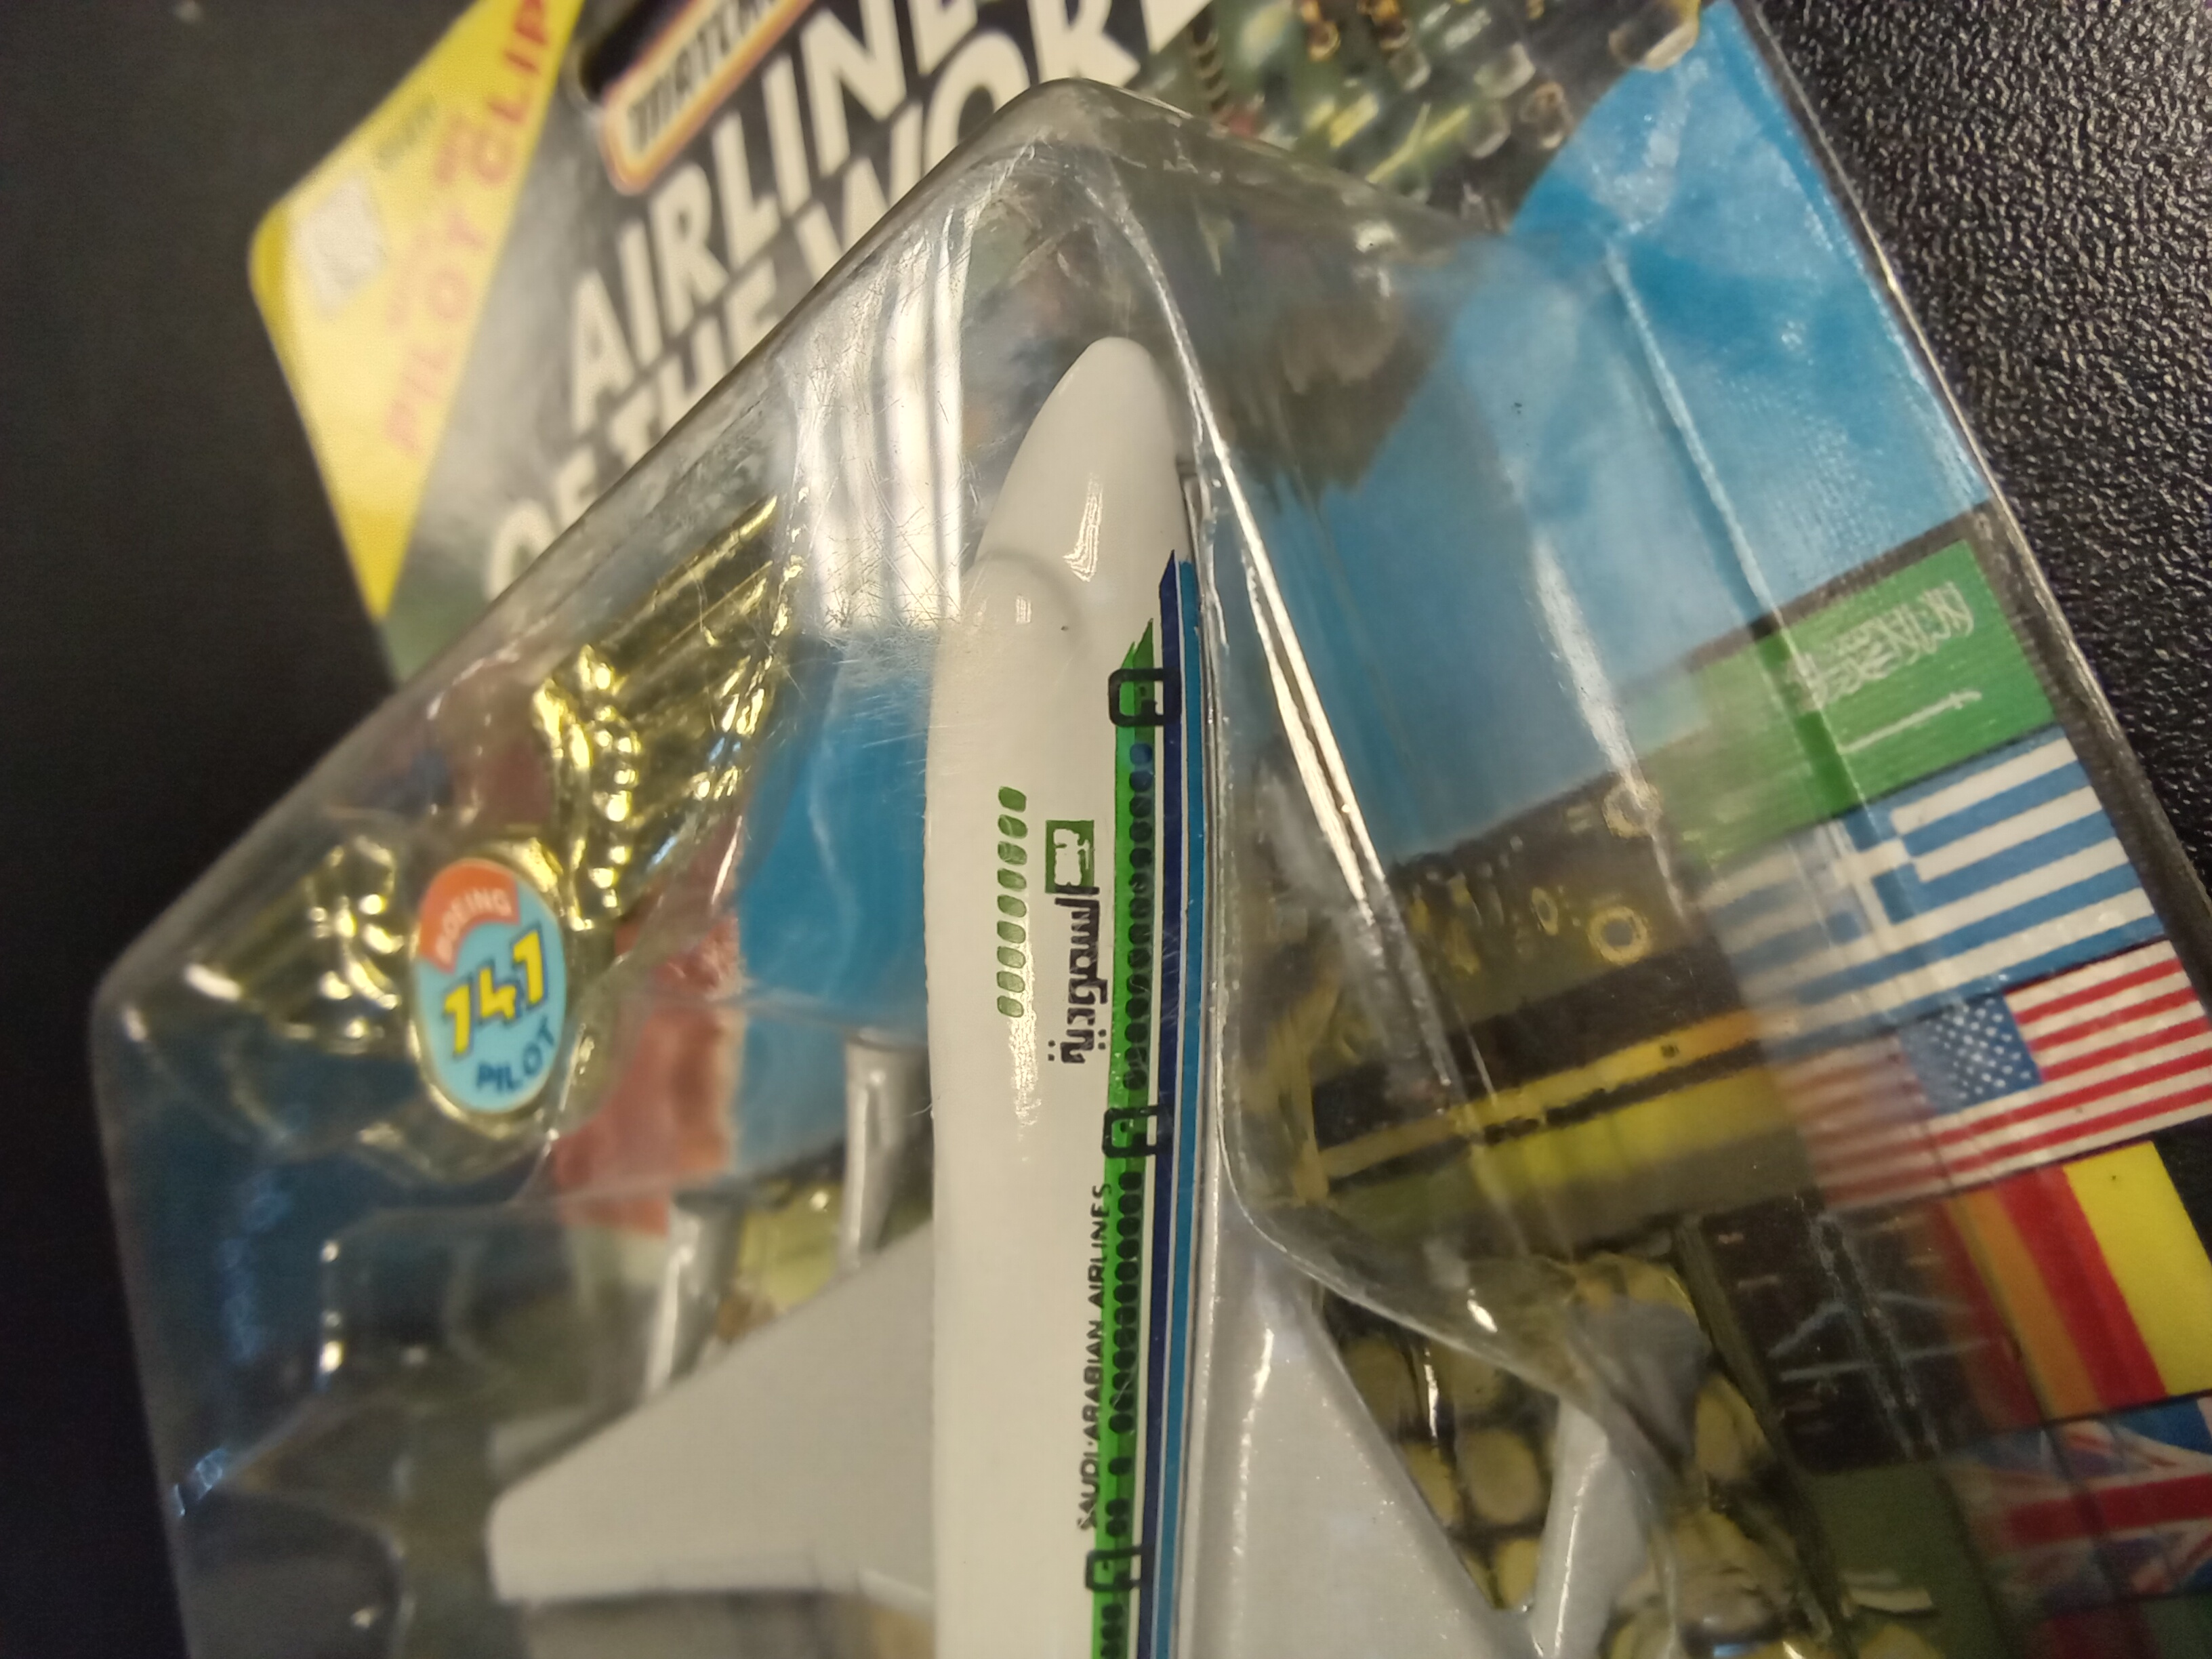 PILOT CLIP
AIRLINE
OF THE WOR
BOEING
747
PILOT
السعودية
SAUDI·ARABIAN AIRLINES